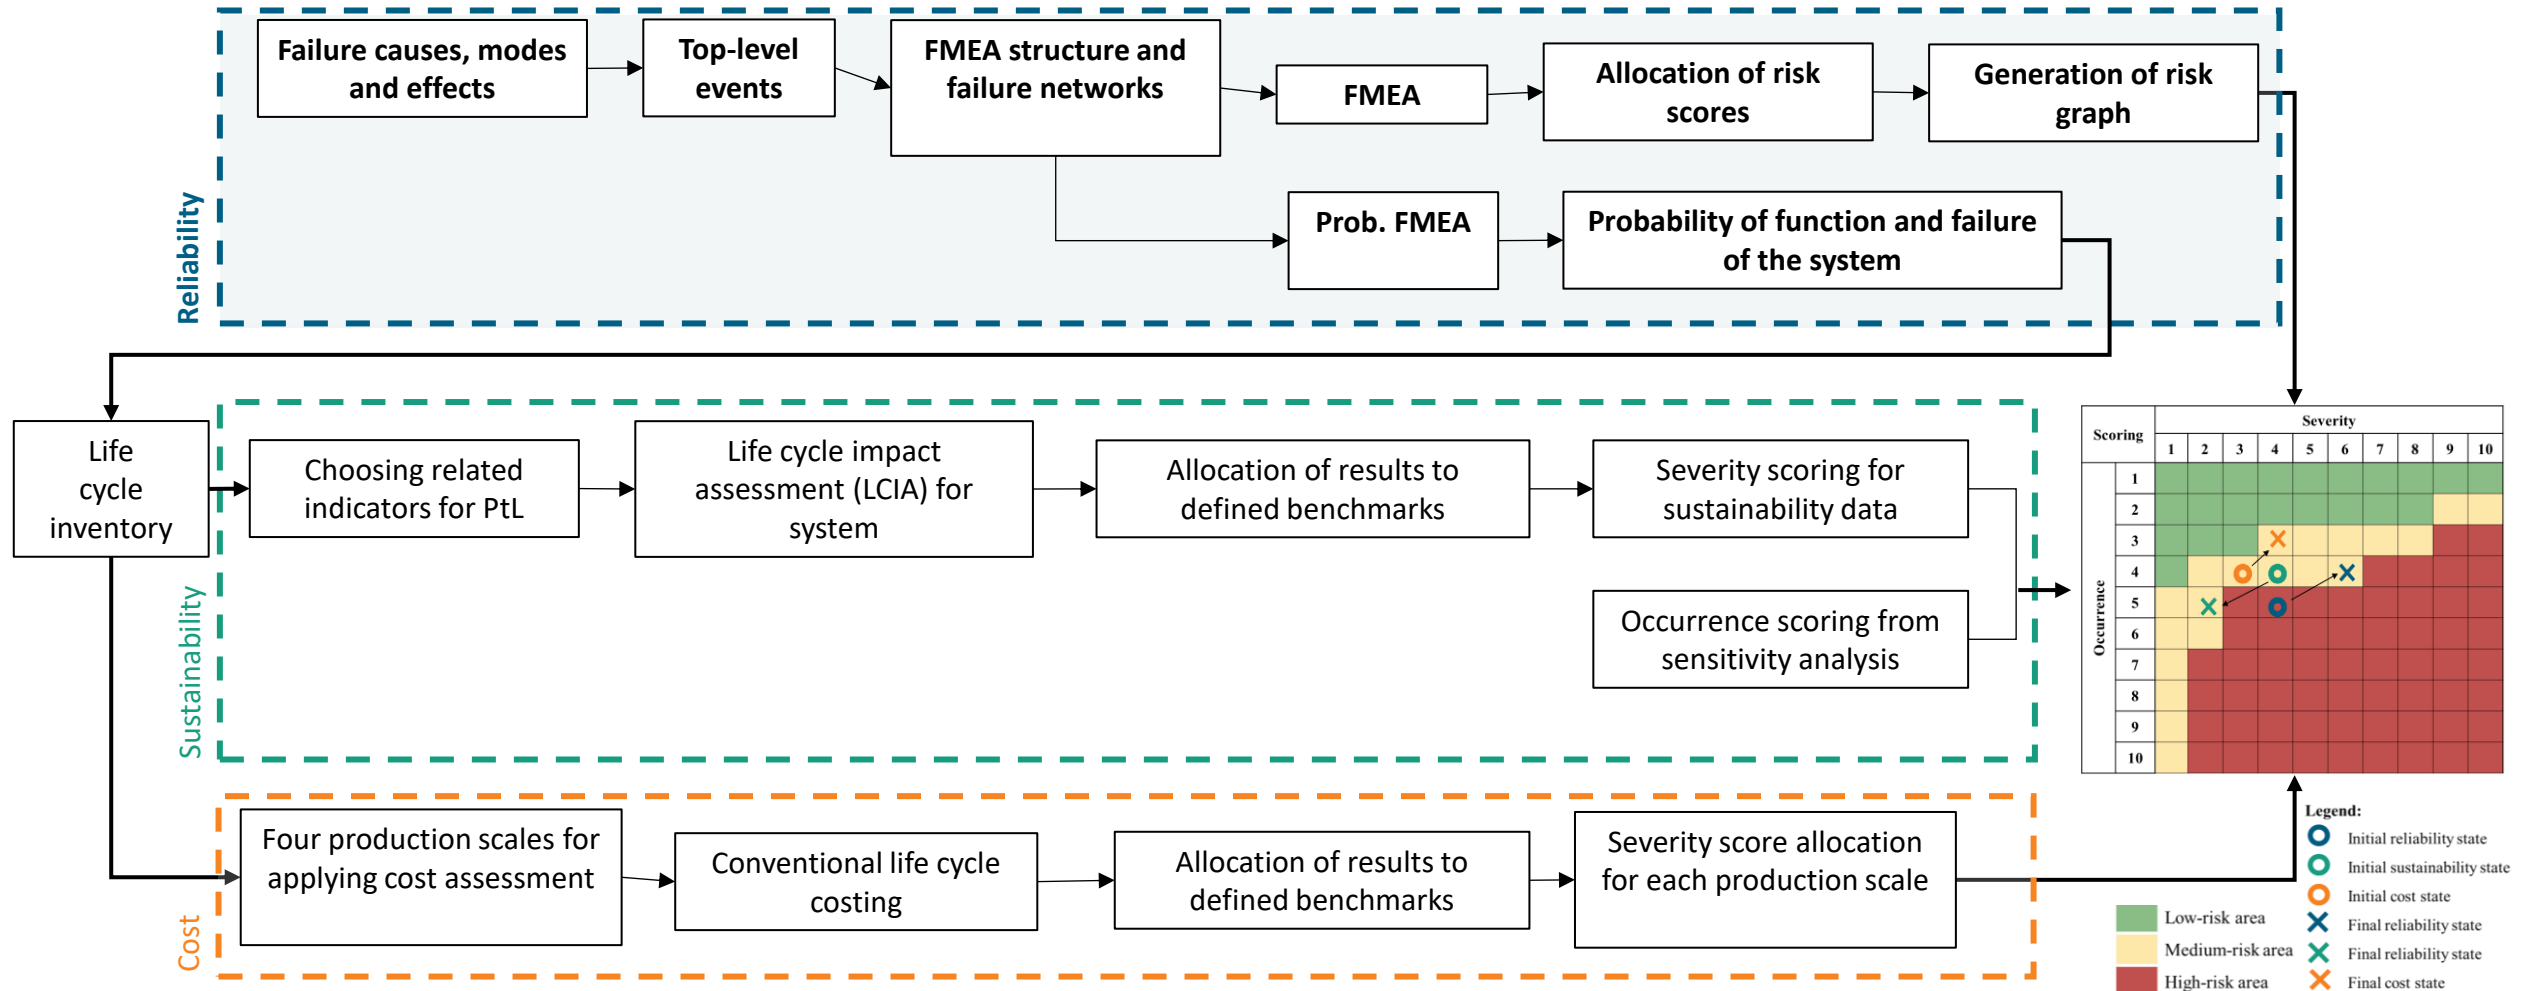 Failure causes, modes
and effects
Top-level
events
FMEA structure and
failure networks
FMEA
Allocation of risk
scores
Generation of risk
graph
Prob. FMEA
Probability of function and failure
of the system
Reliability
Life
cycle
inventory
Choosing related
indicators for PtL
Life cycle impact
assessment (LCIA) for
system
Allocation of results to
defined benchmarks
Severity scoring for
sustainability data
Occurrence scoring from
sensitivity analysis
Sustainability
Four production scales for
applying cost assessment
Conventional life cycle
costing
Allocation of results to
defined benchmarks
Severity score allocation
for each production scale
Cost
Scoring
Severity
1 2 3 4 5 6 7 8 9 10
Occurrence
1
2
3
4
5
6
7
8
9
10
Legend:
Initial reliability state
Initial sustainability state
Initial cost state
Final reliability state
Final reliability state
Final cost state
Low-risk area
Medium-risk area
High-risk area